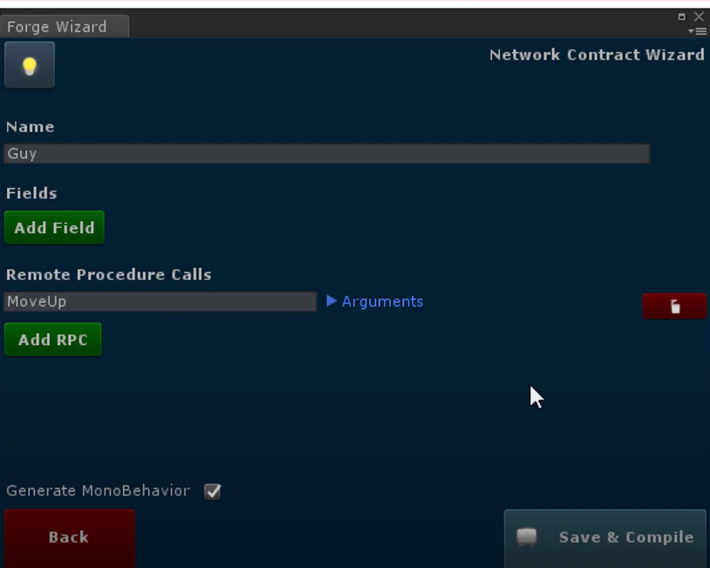 Forge Wizard
Network Contract Wizard
Name
Guy
Fields
Add Field
Remote Procedure Calls
MoveUp Arguments
Add RPC
Generate MonoBehavior
Back Save & Compile